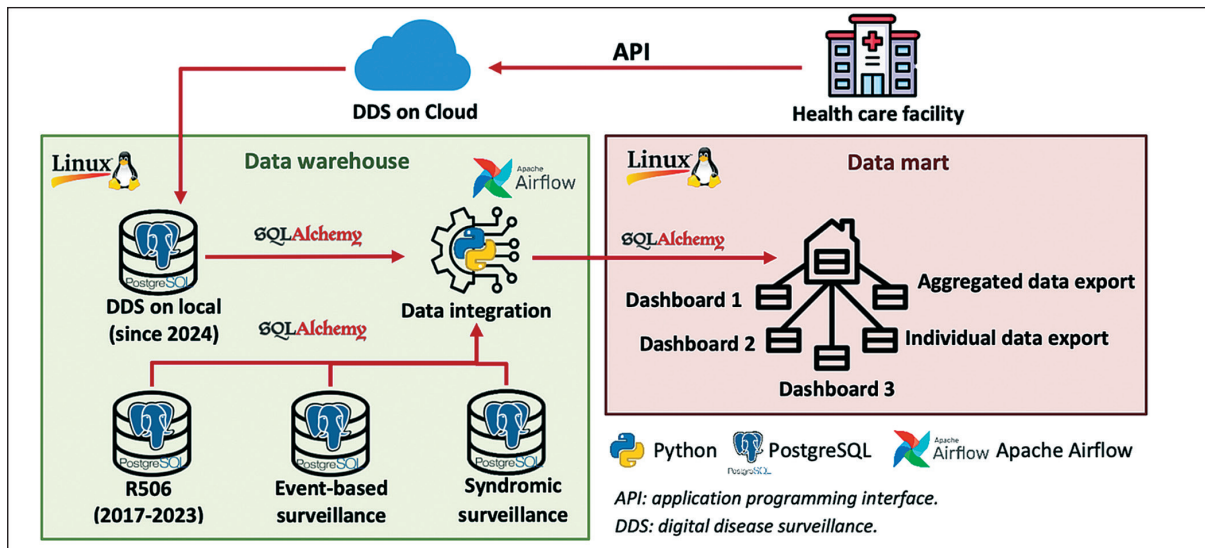 API
DDS on Cloud
Health care facility
Linux
Data warehouse
Apache
Airflow
Linux
Data mart
SQLAlchemy
SQLAlchemy
PostgreSQL
DDS on local
(since 2024)
Data integration
SQLAlchemy
Dashboard 1
Aggregated data export
Dashboard 2
Individual data export
Dashboard 3
PostgreSQL
PostgreSQL
PostgreSQL
R506
(2017-2023)
Event-based
surveillance
Syndromic
surveillance
Python
PostgreSQL
PostgreSQL
Apache
Airflow
Apache Airflow
API: application programming interface.
DDS: digital disease surveillance.